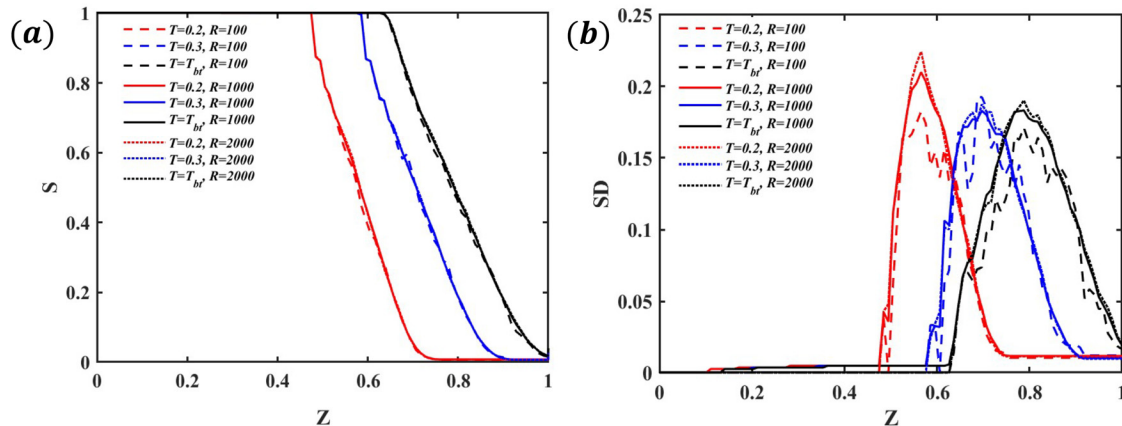 (a)
1
0.8
0.6
0.4
0.2
0
S
T=0.2, R=100
T=0.3, R=100
T=T_bt, R=100
T=0.2, R=1000
T=0.3, R=1000
T=T_bt, R=1000
T=0.2, R=2000
T=0.3, R=2000
T=T_bt, R=2000
0 0.2 0.4 0.6 0.8 1
Z
(b)
0.25
0.2
0.15
0.1
0.05
0
SD
T=0.2, R=100
T=0.3, R=100
T=T_bt, R=100
T=0.2, R=1000
T=0.3, R=1000
T=T_bt, R=1000
T=0.2, R=2000
T=0.3, R=2000
T=T_bt, R=2000
0 0.2 0.4 0.6 0.8 1
Z